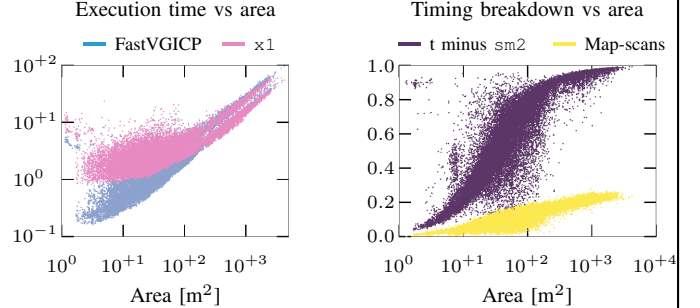 Execution time vs area
FastVGICP x1
10+2
10+1
10^0
10−1
10^0 10+1 10+2 10+3
Area [m²]
Timing breakdown vs area
t minus sm2 Map-scans
1.0
0.8
0.6
0.4
0.2
0.0
10^0 10+1 10+2 10+3 10+4
Area [m²]